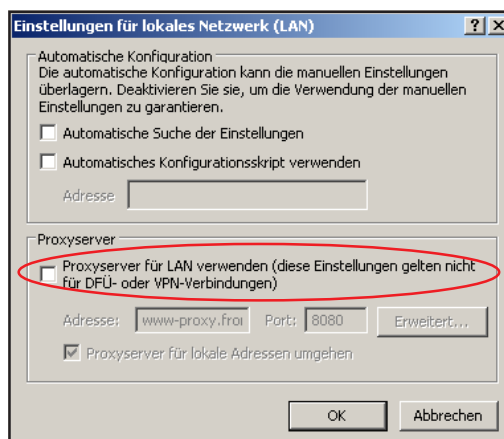 Einstellungen für lokales Netzwerk (LAN)
Automatische Konfiguration
Die automatische Konfiguration kann die manuellen Einstellungen
überlagern. Deaktivieren Sie sie, um die Verwendung der manuellen
Einstellungen zu garantieren.
Automatische Suche der Einstellungen
Automatisches Konfigurationsskript verwenden
Adresse
Proxyserver
Proxyserver für LAN verwenden (diese Einstellungen gelten nicht
für DFÜ- oder VPN-Verbindungen)
Adresse: Port: 8080 Erweitert...
Proxyserver für lokale Adressen umgehen
OK Abbrechen